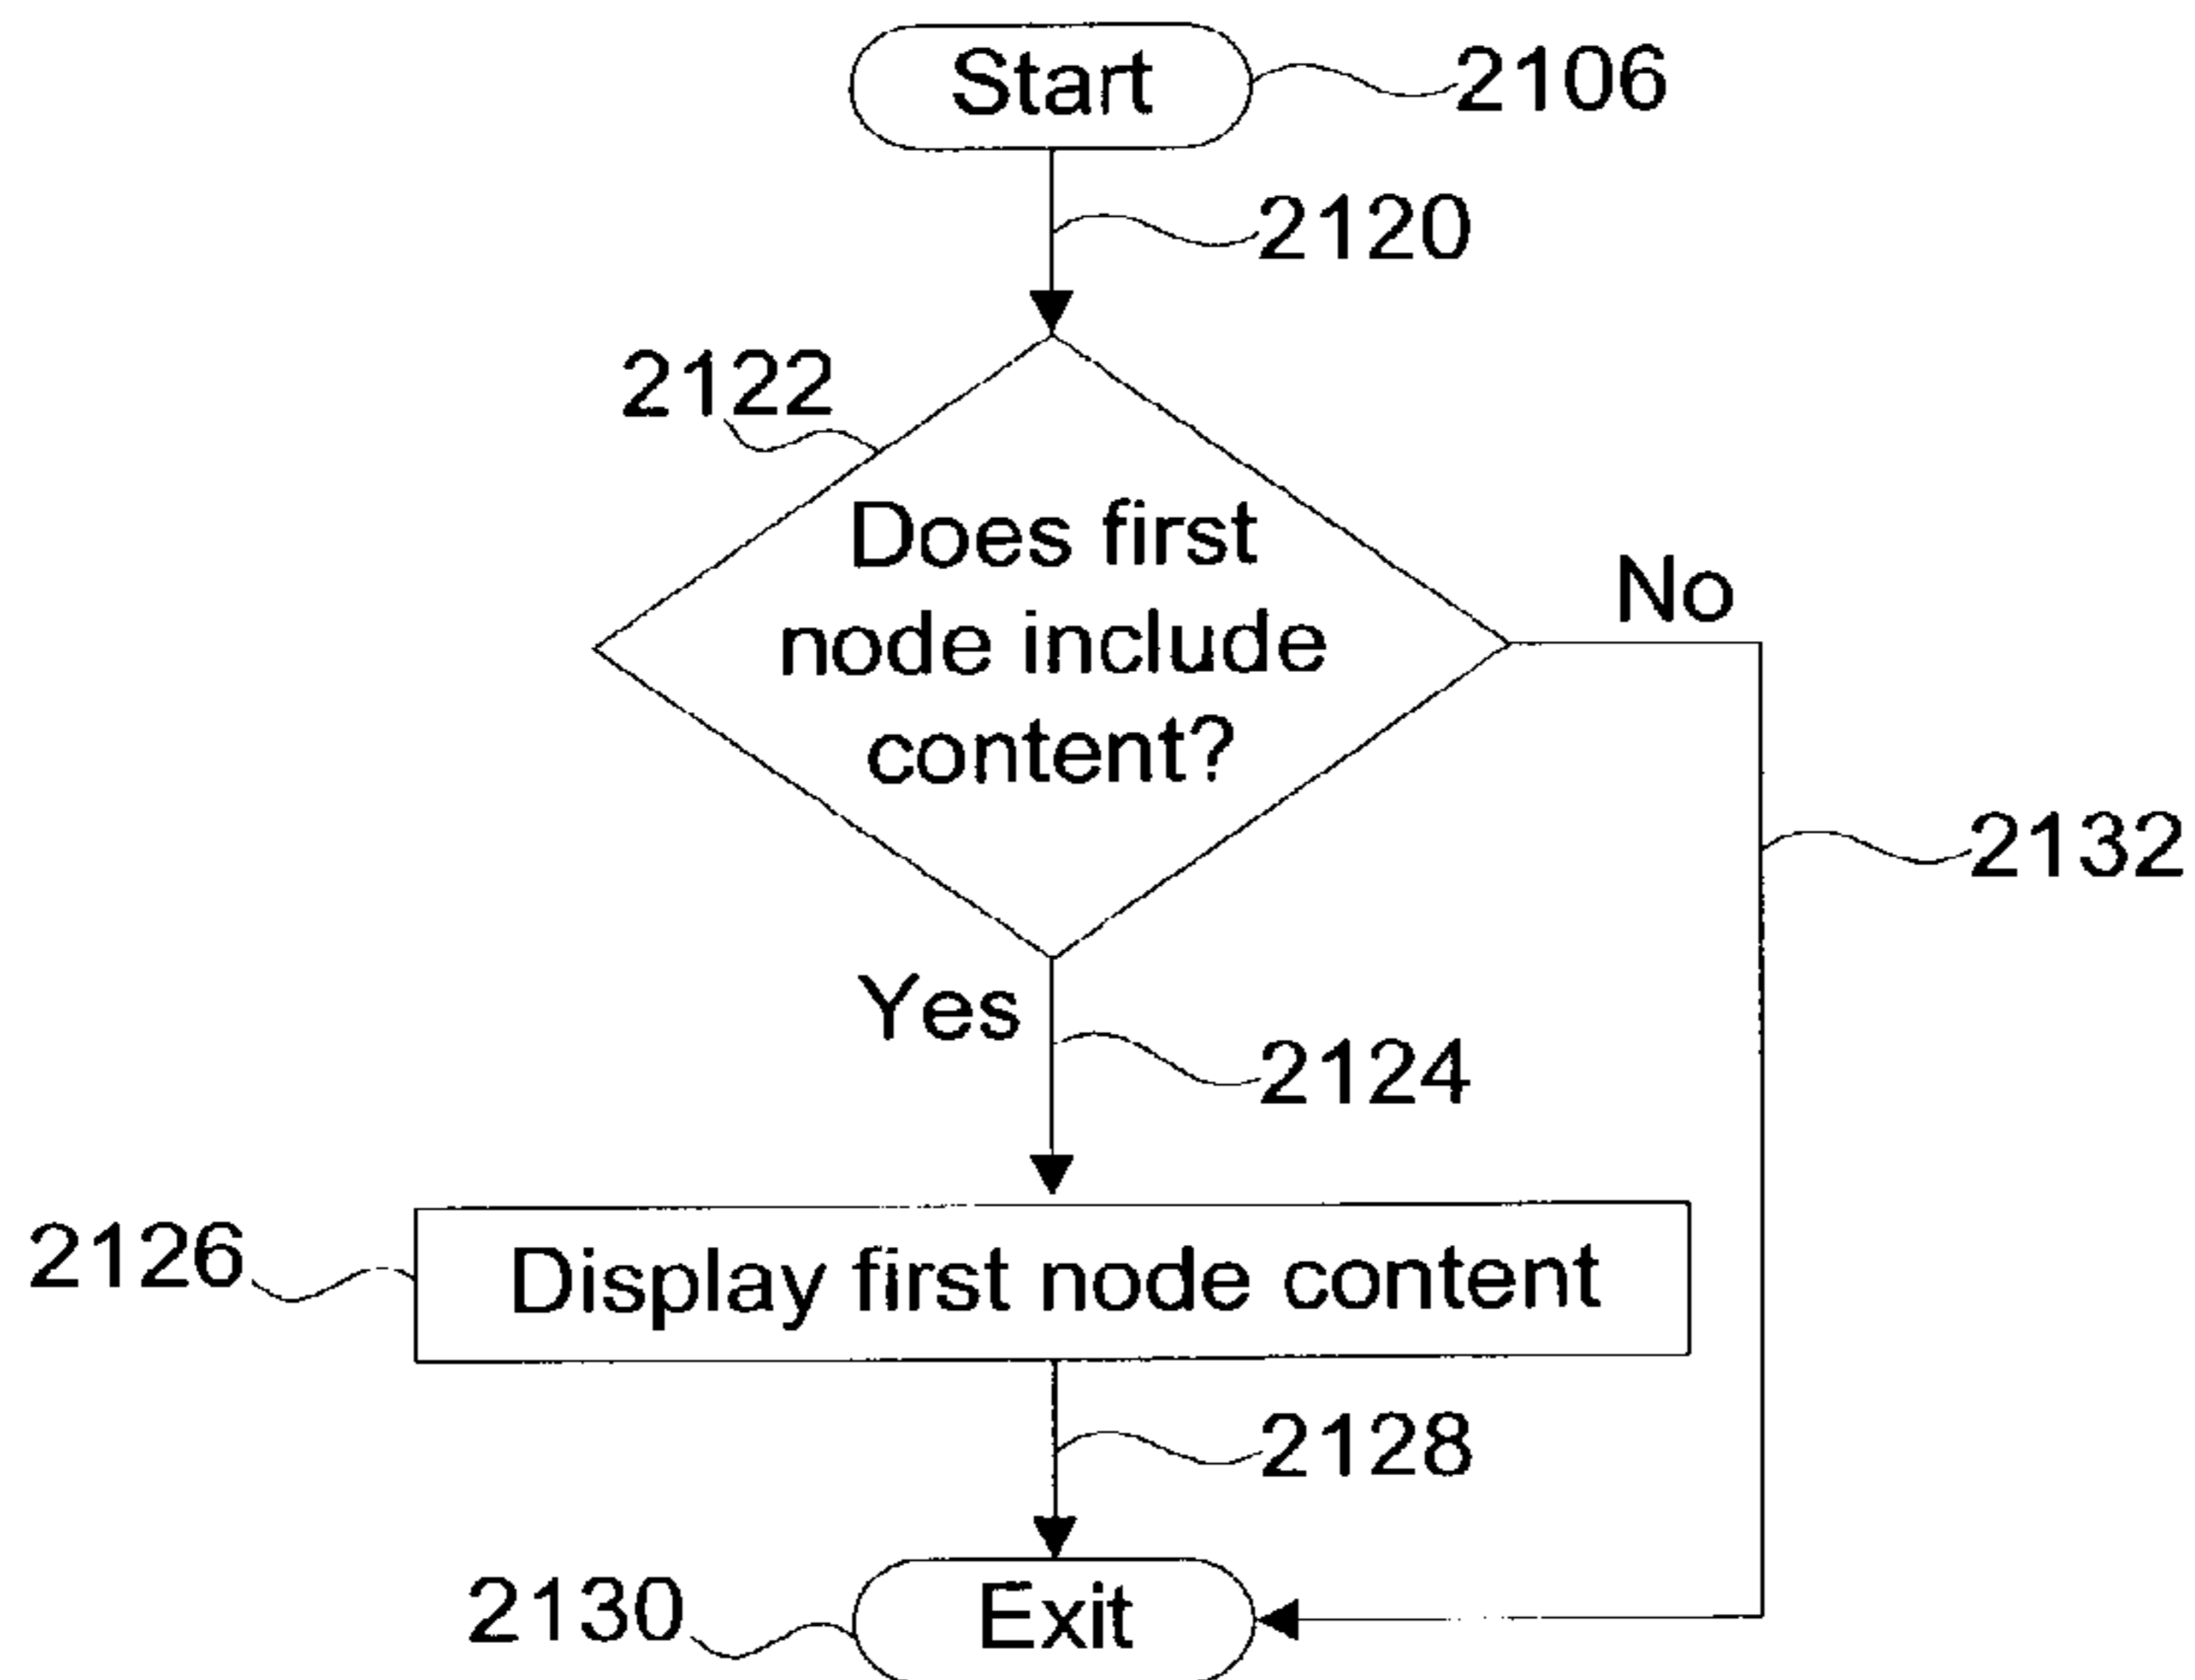 Start
2106
2120
2122
Does first
node include
content?
No
2132
Yes
2124
2126
Display first node content
2128
2130
Exit